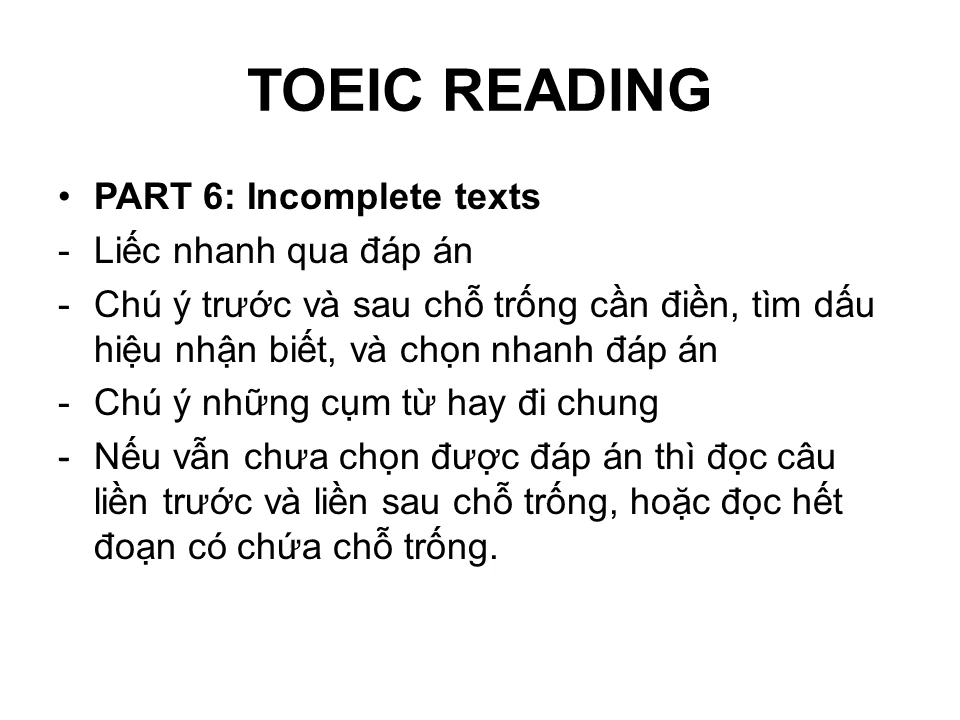 TOEIC READING
• PART 6: Incomplete texts
- Liếc nhanh qua đáp án
- Chú ý trước và sau chỗ trống cần điền, tìm dấu
hiệu nhận biết, và chọn nhanh đáp án
- Chú ý những cụm từ hay đi chung
- Nếu vẫn chưa chọn được đáp án thì đọc câu
liền trước và liền sau chỗ trống, hoặc đọc hết
đoạn có chứa chỗ trống.